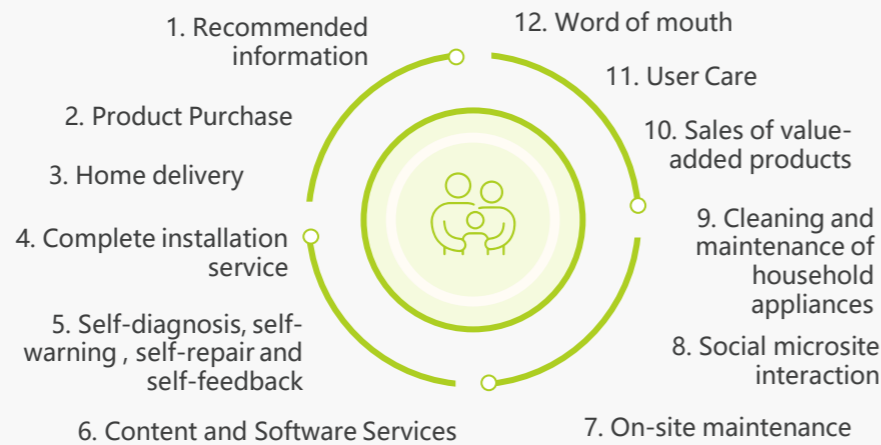 1. Recommended
information
2. Product Purchase
3. Home delivery
4. Complete installation
service
5. Self-diagnosis, self-
warning , self-repair and
self-feedback
6. Content and Software Services
7. On-site maintenance
8. Social microsite
interaction
9. Cleaning and
maintenance of
household
appliances
10. Sales of value-
added products
11. User Care
12. Word of mouth